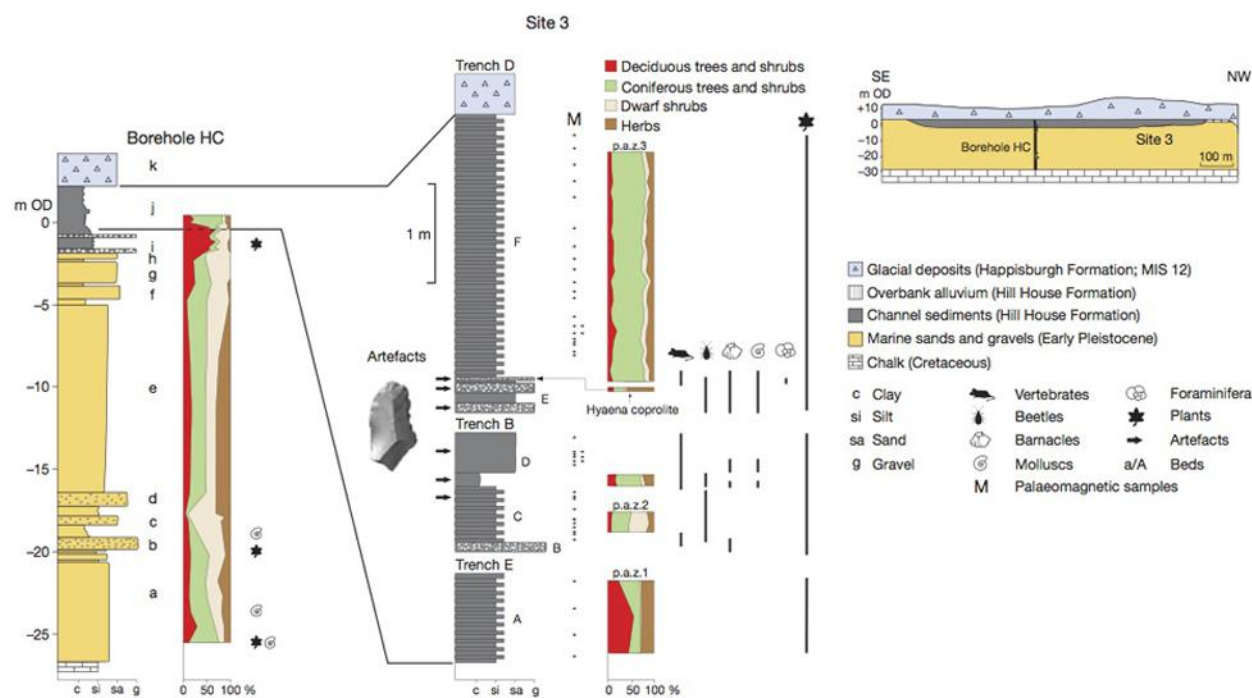 Site 3
Borehole HC
m OD
0
−5
−10
−15
−20
−25
k
j
i
h
g
f
e
d
c
b
a
c si sa g
0 50 100 %
Trench D
1 m
F
Artefacts
E
Trench B
D
C
B
Trench E
A
c si sa g
M
Deciduous trees and shrubs
Coniferous trees and shrubs
Dwarf shrubs
Herbs
p.a.z.3
Hyaena coprolite
p.a.z.2
p.a.z.1
0 50 100 %
SE NW
m OD
+10
0
−10
−20
−30
Borehole HC
Site 3
100 m
Glacial deposits (Happisburgh Formation; MIS 12)
Overbank alluvium (Hill House Formation)
Channel sediments (Hill House Formation)
Marine sands and gravels (Early Pleistocene)
Chalk (Cretaceous)
c Clay Vertebrates Foraminifera
si Silt Beetles Plants
sa Sand Barnacles Artefacts
g Gravel Molluscs a/A Beds
M Palaeomagnetic samples